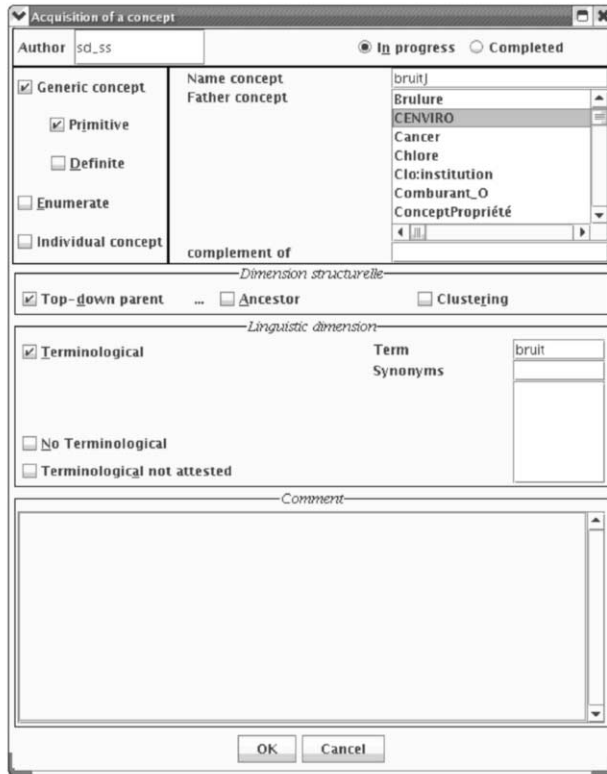 Acquisition of a concept
Author sd_ss In progress Completed
Generic concept
Primitive
Definite
Enumerate
Individual concept
Name concept bruit
Father concept
Brulure
CENVIRO
Cancer
Chlore
Clo:institution
Comburant_O
ConceptPropriété
complement of
Dimension structurelle
Top-down parent ... Ancestor Clustering
Linguistic dimension
Terminological
Term bruit
Synonyms
No Terminological
Terminological not attested
Comment
OK Cancel